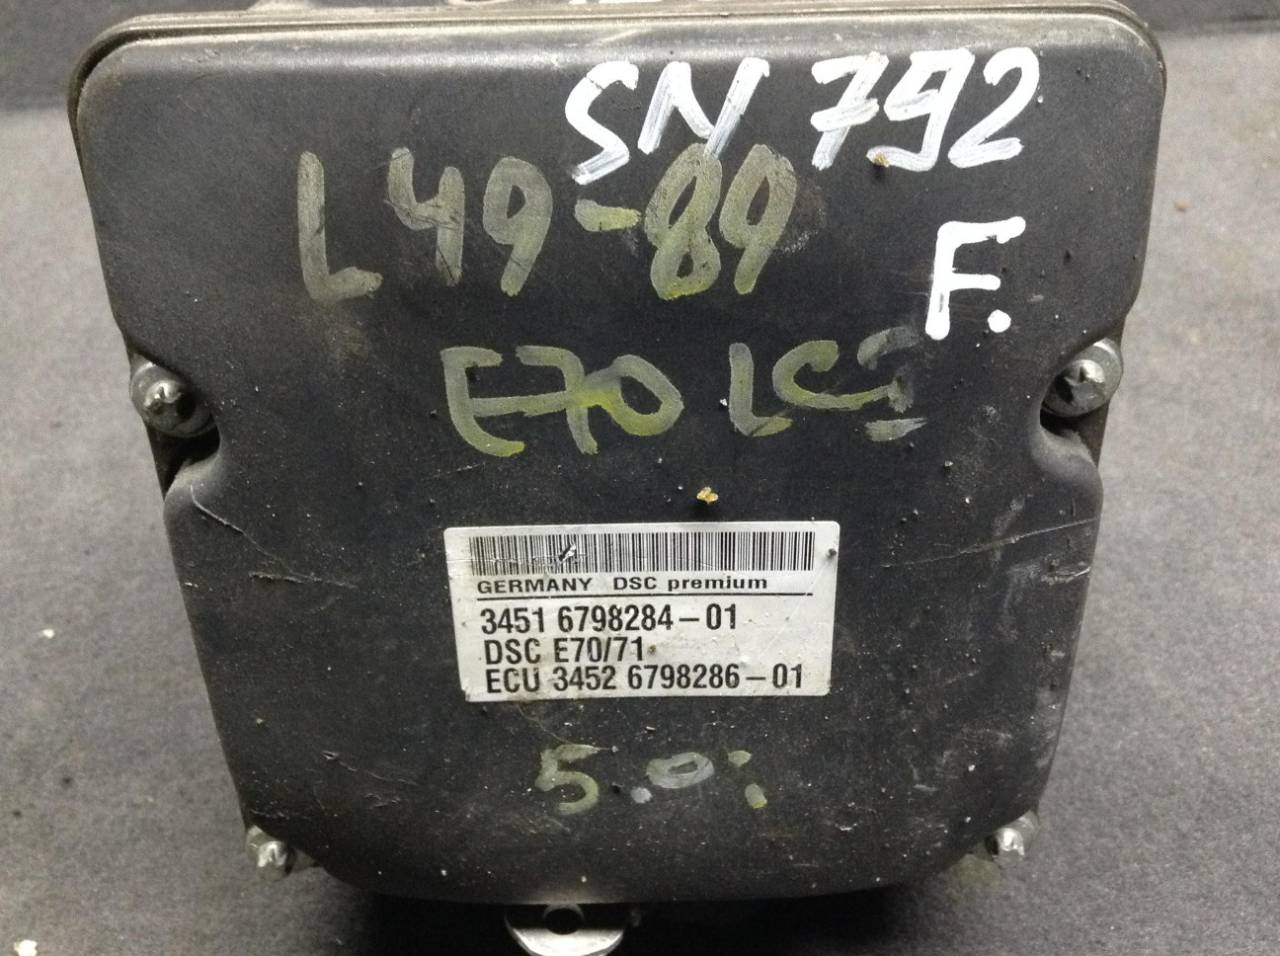 SN 792
L49-89
F.
E70 LCI
GERMANY DSC premium
3451 6798284-01
DSC E70/71
ECU 3452 6798286-01
5.0i